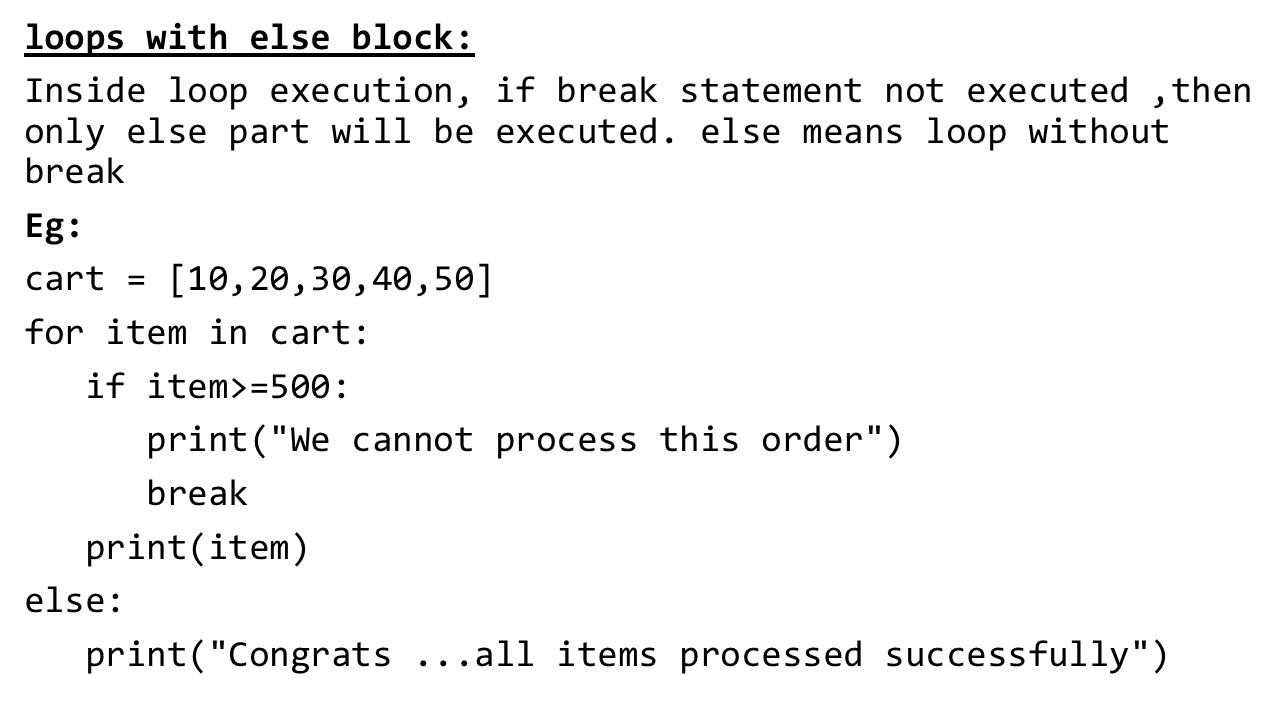 loops with else block:
Inside loop execution, if break statement not executed ,then
only else part will be executed. else means loop without
break
Eg:
cart = [10,20,30,40,50]
for item in cart:
   if item>=500:
      print("We cannot process this order")
      break
   print(item)
else:
   print("Congrats ...all items processed successfully")